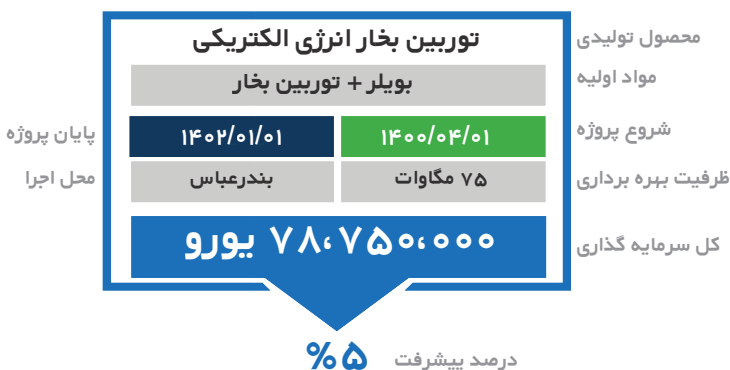 محصول تولیدی توربین بخار انرژی الکتریکی
مواد اولیه بویلر + توربین بخار
شروع پروژه ۱۴۰۰/۰۴/۰۱ ۱۴۰۲/۰۱/۰۱ پایان پروژه
ظرفیت بهره برداری ۷۵ مگاوات بندرعباس محل اجرا
کل سرمایه گذاری ۷۸،۷۵۰،۰۰۰ یورو
درصد پیشرفت ۵%